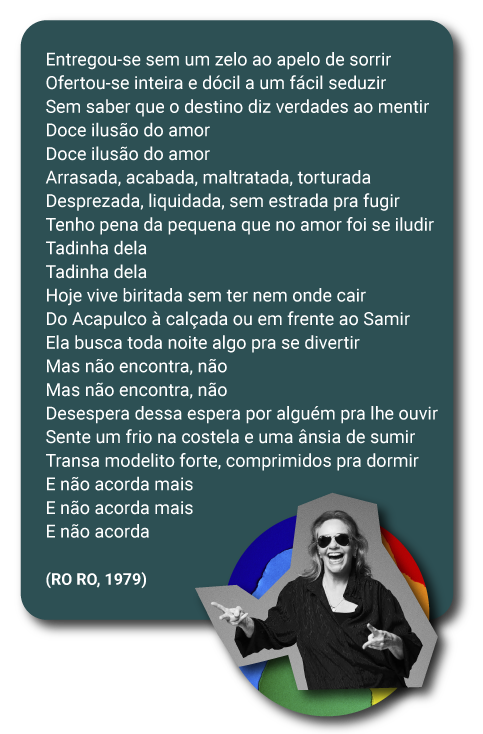 Entregou-se sem um zelo ao apelo de sorrir
Ofertou-se inteira e dócil a um fácil seduzir
Sem saber que o destino diz verdades ao mentir
Doce ilusão do amor
Doce ilusão do amor
Arrasada, acabada, maltratada, torturada
Desprezada, liquidada, sem estrada pra fugir
Tenho pena da pequena que no amor foi se iludir
Tadinha dela
Tadinha dela
Hoje vive biritada sem ter nem onde cair
Do Acapulco à calçada ou em frente ao Samir
Ela busca toda noite algo pra se divertir
Mas não encontra, não
Mas não encontra, não
Desespera dessa espera por alguém pra lhe ouvir
Sente um frio na costela e uma ânsia de sumir
Transa modelito forte, comprimidos pra dormir
E não acorda mais
E não acorda mais
E não acorda
(RO RO, 1979)